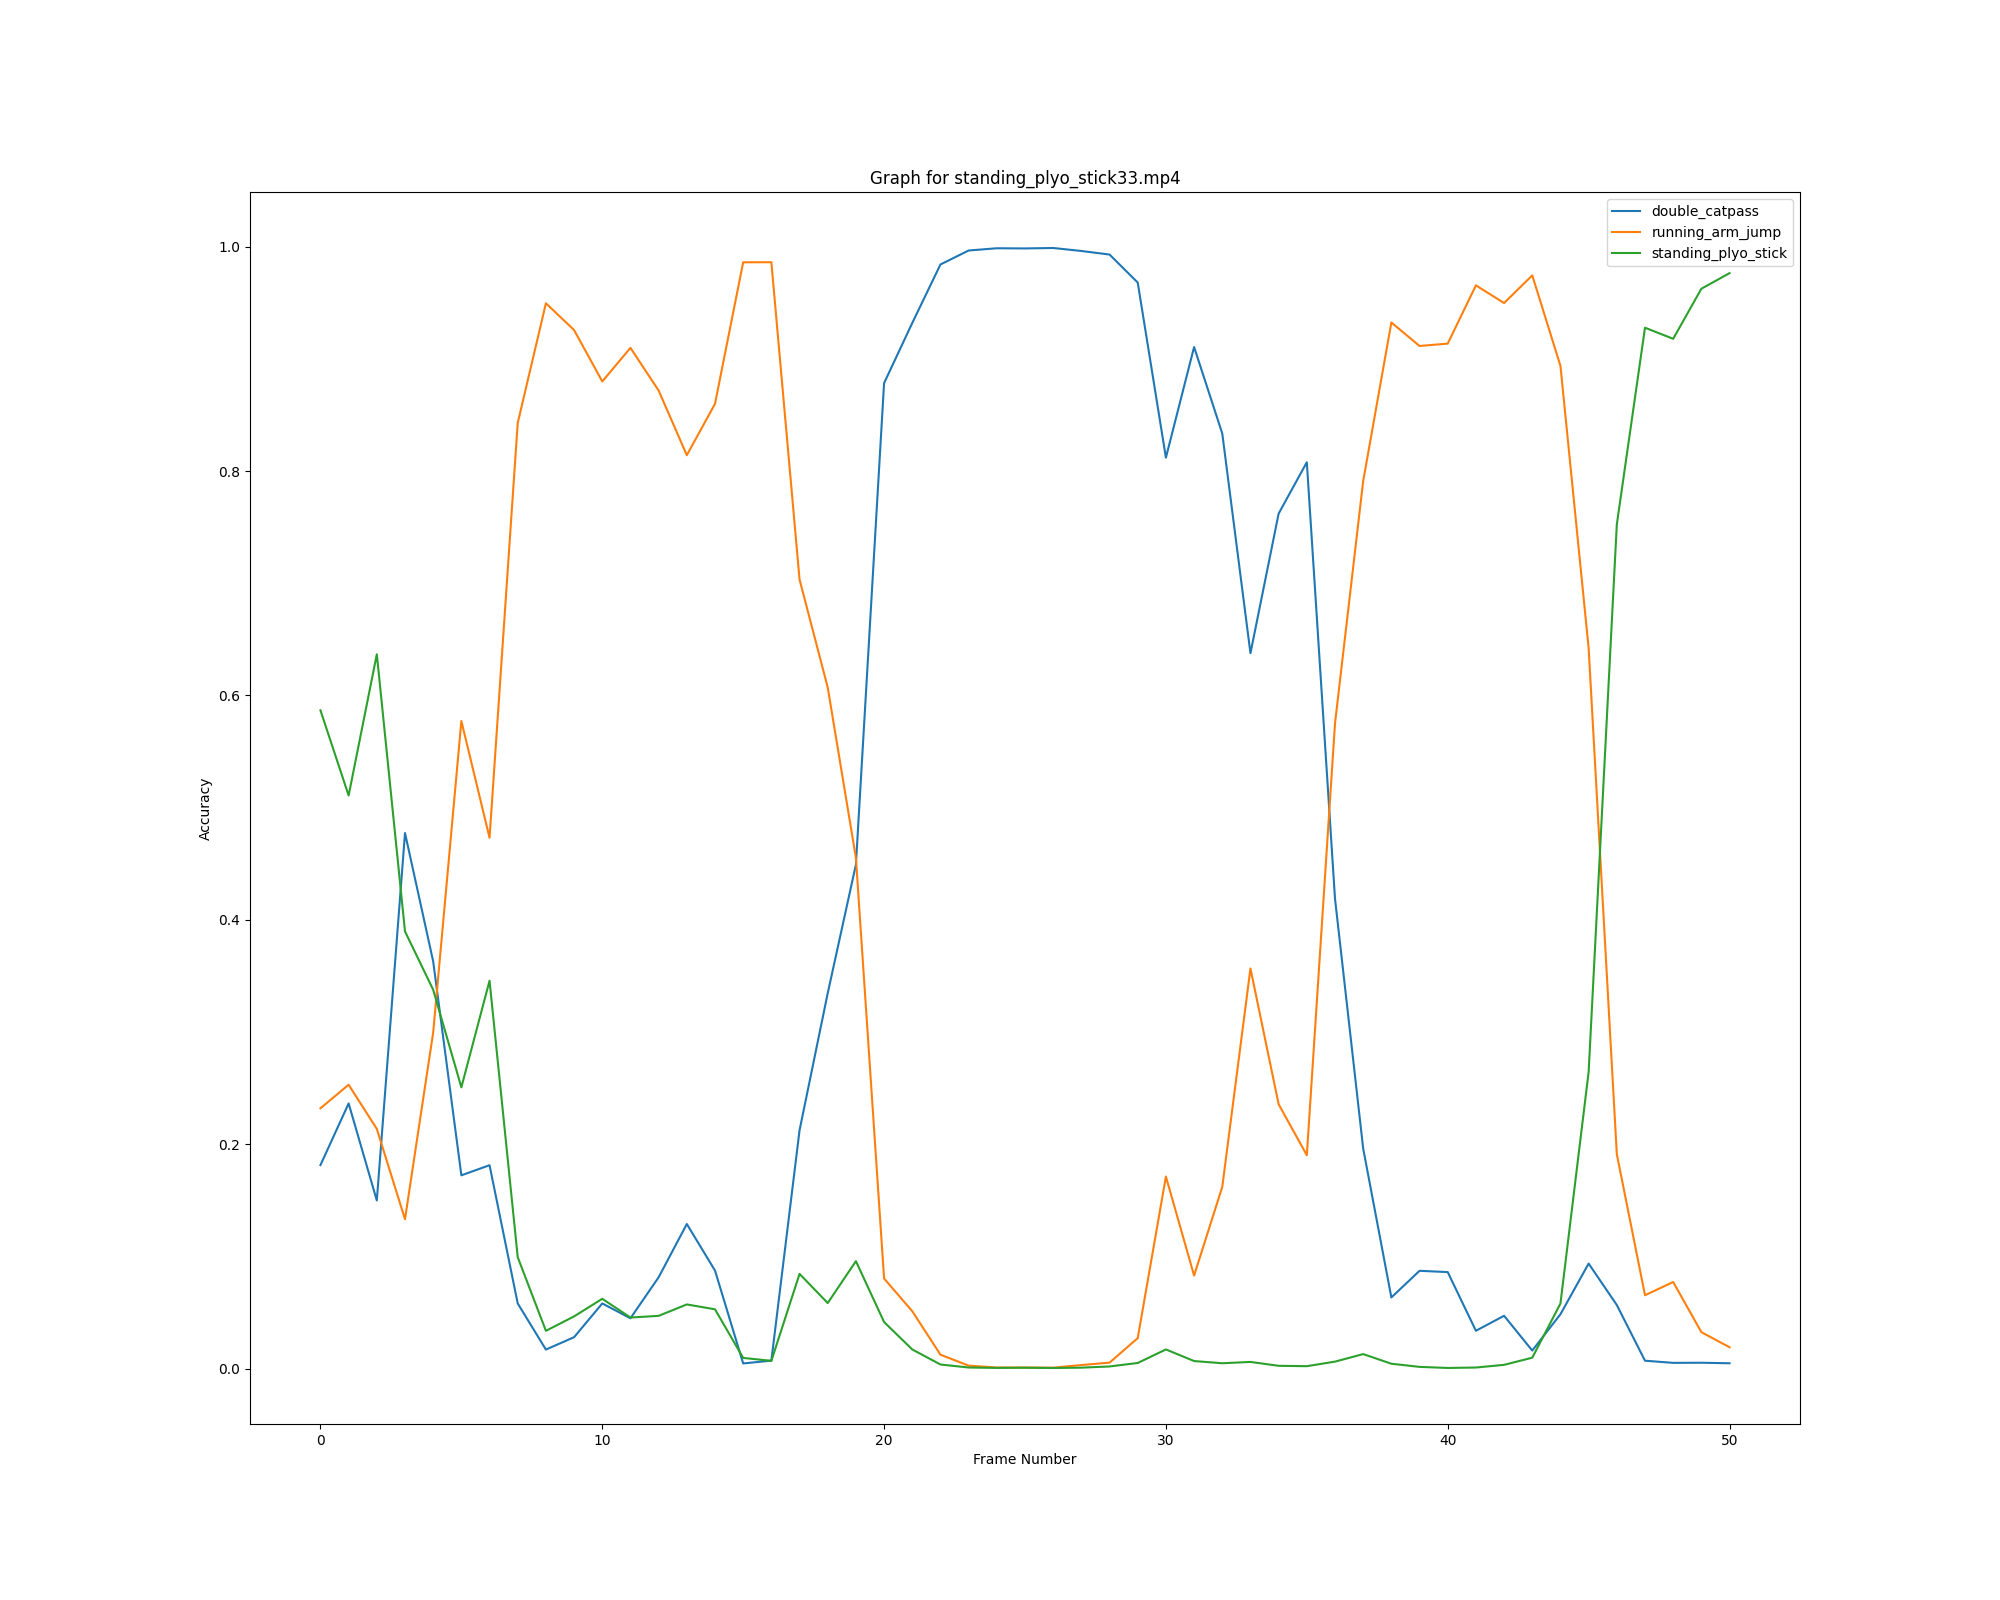 Graph for standing_plyo_stick33.mp4
double_catpass
running_arm_jump
standing_plyo_stick
1.0
0.8
0.6
0.4
0.2
0.0
Accuracy
0 10 20 30 40 50
Frame Number